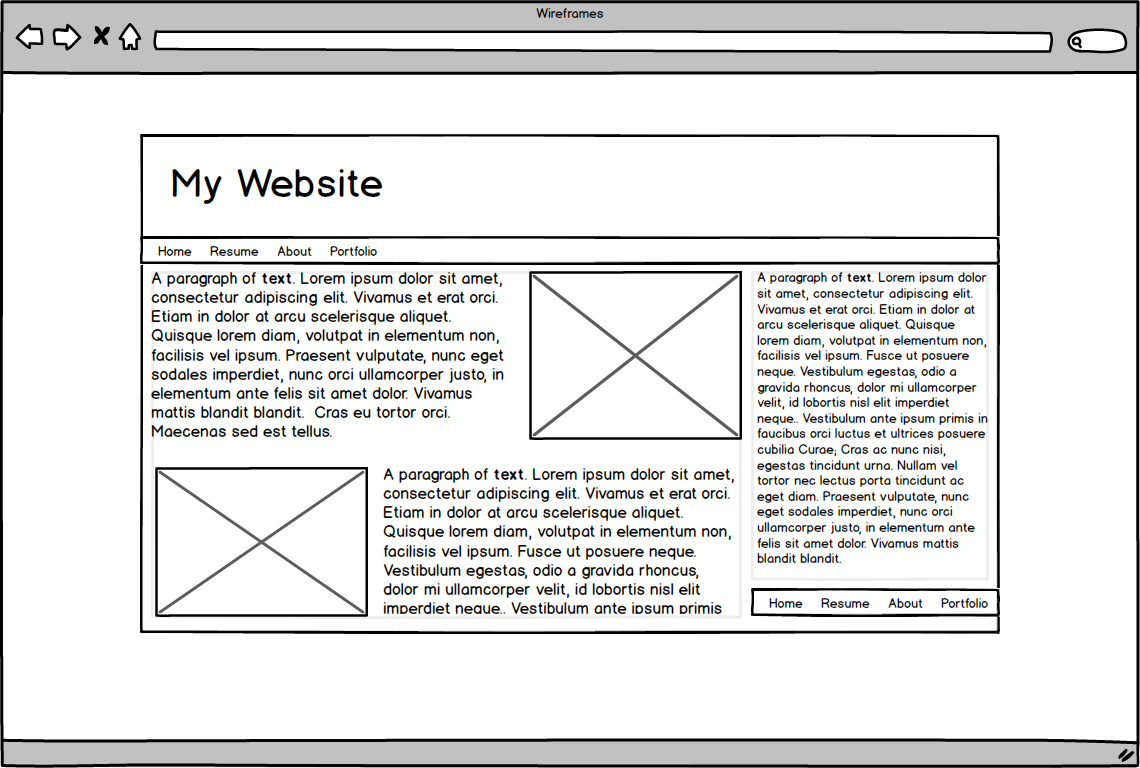 Wireframes
My Website
Home Resume About Portfolio
A paragraph of text. Lorem ipsum dolor sit amet,
consectetur adipiscing elit. Vivamus et erat orci.
Etiam in dolor at arcu scelerisque aliquet.
Quisque lorem diam, volutpat in elementum non,
facilisis vel ipsum. Praesent vulputate, nunc eget
sodales imperdiet, nunc orci ullamcorper justo, in
elementum ante felis sit amet dolor. Vivamus
mattis blandit blandit.  Cras eu tortor orci.
Maecenas sed est tellus.
A paragraph of text. Lorem ipsum dolor sit amet,
consectetur adipiscing elit. Vivamus et erat orci.
Etiam in dolor at arcu scelerisque aliquet.
Quisque lorem diam, volutpat in elementum non,
facilisis vel ipsum. Fusce ut posuere neque.
Vestibulum egestas, odio a gravida rhoncus,
dolor mi ullamcorper velit, id lobortis nisl elit
imperdiet neque.. Vestibulum ante ipsum primis
A paragraph of text. Lorem ipsum dolor
sit amet, consectetur adipiscing elit.
Vivamus et erat orci. Etiam in dolor at
arcu scelerisque aliquet. Quisque
lorem diam, volutpat in elementum non,
facilisis vel ipsum. Fusce ut posuere
neque. Vestibulum egestas, odio a
gravida rhoncus, dolor mi ullamcorper
velit, id lobortis nisl elit imperdiet
neque.. Vestibulum ante ipsum primis in
faucibus orci luctus et ultrices posuere
cubilia Curae; Cras ac nunc nisi,
egestas tincidunt urna. Nullam vel
tortor nec lectus porta tincidunt ac
eget diam. Praesent vulputate, nunc
eget sodales imperdiet, nunc orci
ullamcorper justo, in elementum ante
felis sit amet dolor. Vivamus mattis
blandit blandit.
Home Resume About Portfolio